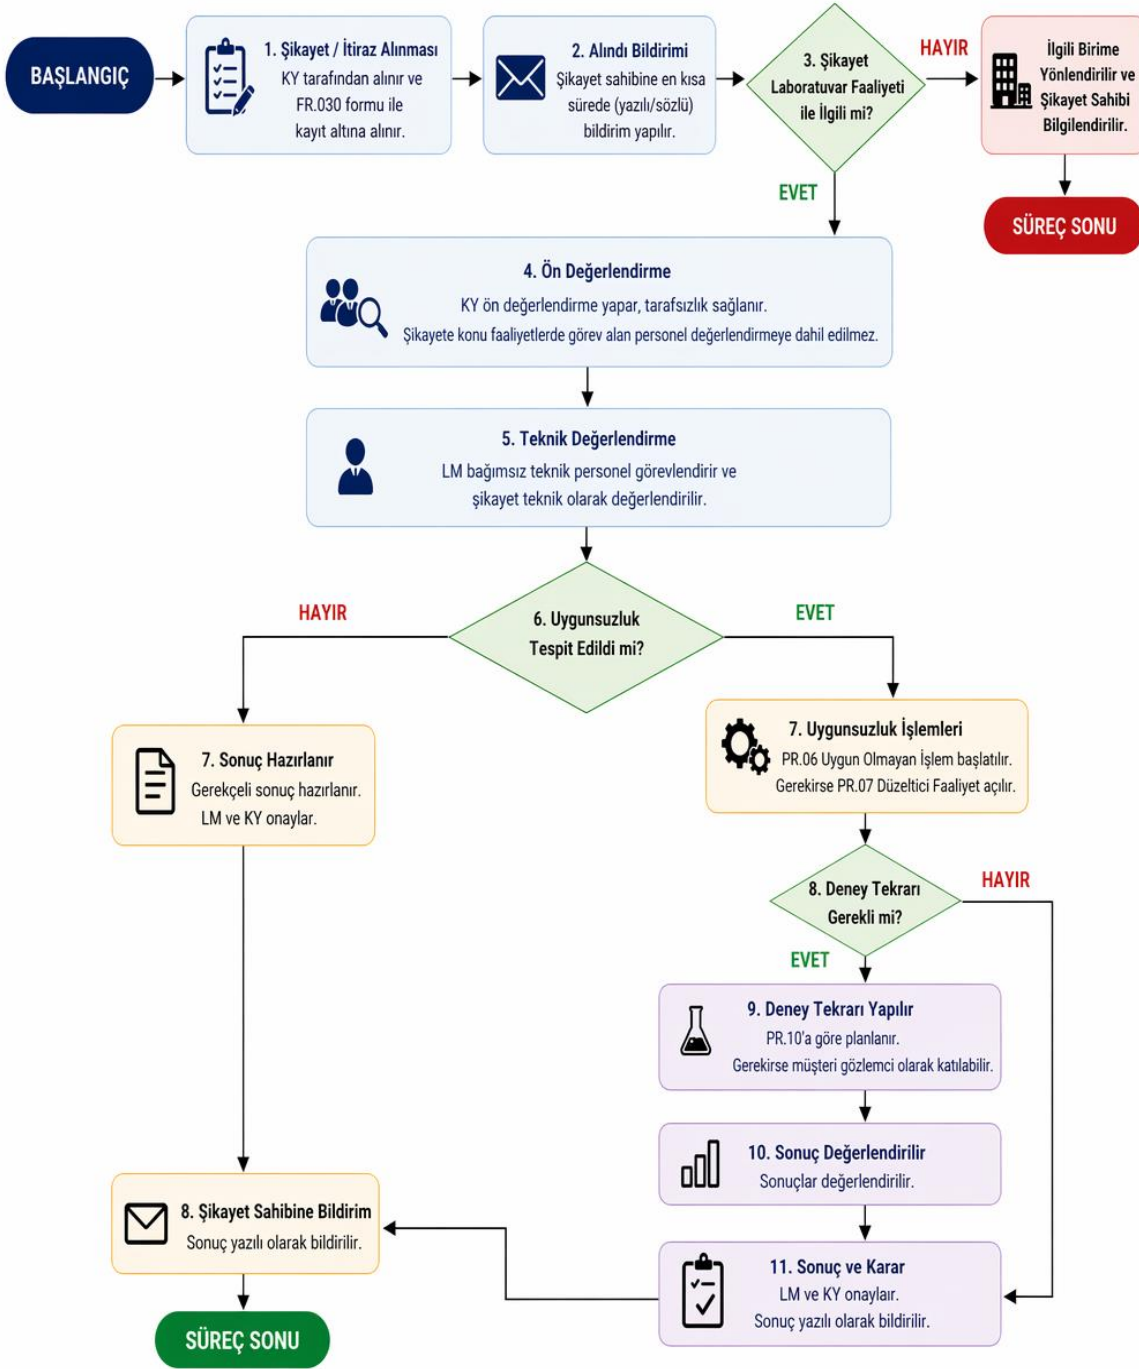 BAŞLANGIÇ
1. Şikayet / İtiraz Alınması
KY tarafından alınır ve
FR.030 formu ile
kayıt altına alınır.
2. Alındı Bildirimi
Şikayet sahibine en kısa
sürede (yazılı/sözlü)
bildirim yapılır.
3. Şikayet
Laboratuvar Faaliyeti
ile İlgili mi?
HAYIR
İlgili Birime
Yönlendirilir ve
Şikayet Sahibi
Bilgilendirilir.
SÜREÇ SONU
EVET
4. Ön Değerlendirme
KY ön değerlendirme yapar, tarafsızlık sağlanır.
Şikayete konu faaliyetlerde görev alan personel değerlendirmeye dahil edilmez.
5. Teknik Değerlendirme
LM bağımsız teknik personel görevlendirir ve
şikayet teknik olarak değerlendirilir.
6. Uygunsuzluk
Tespit Edildi mi?
HAYIR
EVET
7. Sonuç Hazırlanır
Gerekçeli sonuç hazırlanır.
LM ve KY onaylar.
7. Uygunsuzluk İşlemleri
PR.06 Uygun Olmayan İşlem başlatılır.
Gerekirse PR.07 Düzeltici Faaliyet açılır.
8. Deney Tekrarı
Gerekli mi?
HAYIR
EVET
9. Deney Tekrarı Yapılır
PR.10'a göre planlanır.
Gerekirse müşteri gözlemci olarak katılabilir.
10. Sonuç Değerlendirilir
Sonuçlar değerlendirilir.
11. Sonuç ve Karar
LM ve KY onaylaır.
Sonuç yazılı olarak bildirilir.
8. Şikayet Sahibine Bildirim
Sonuç yazılı olarak bildirilir.
SÜREÇ SONU